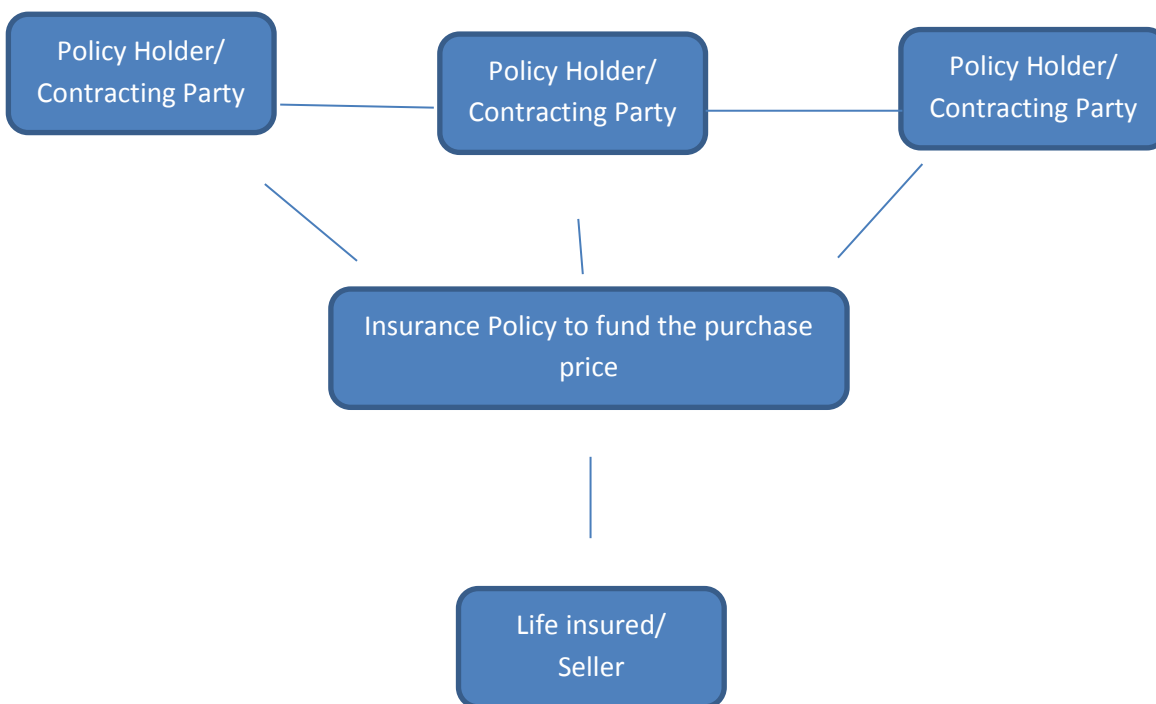 Policy Holder/
Contracting Party
Policy Holder/
Contracting Party
Policy Holder/
Contracting Party
Insurance Policy to fund the purchase
price
Life insured/
Seller